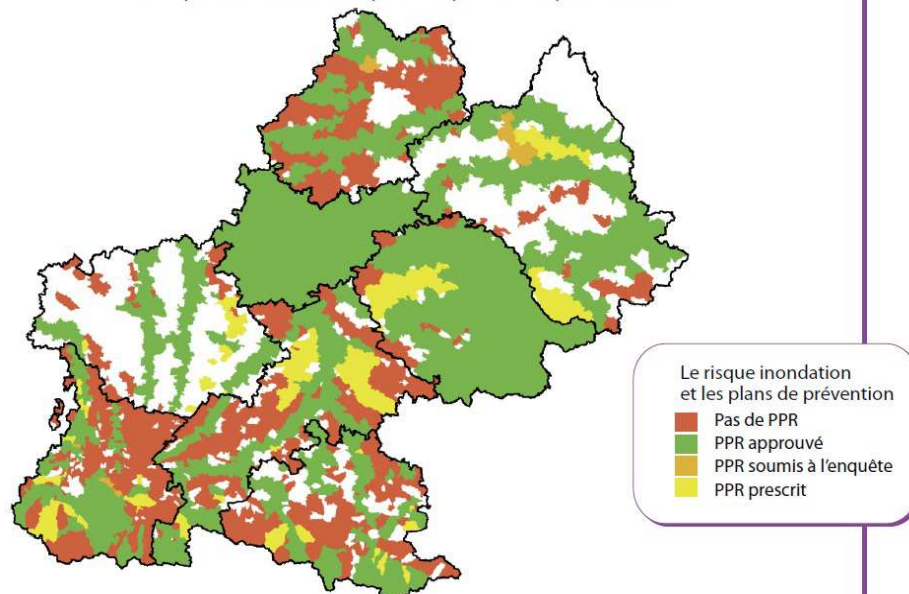 Le risque inondation
et les plans de prévention
Pas de PPR
PPR approuvé
PPR soumis à l'enquête
PPR prescrit